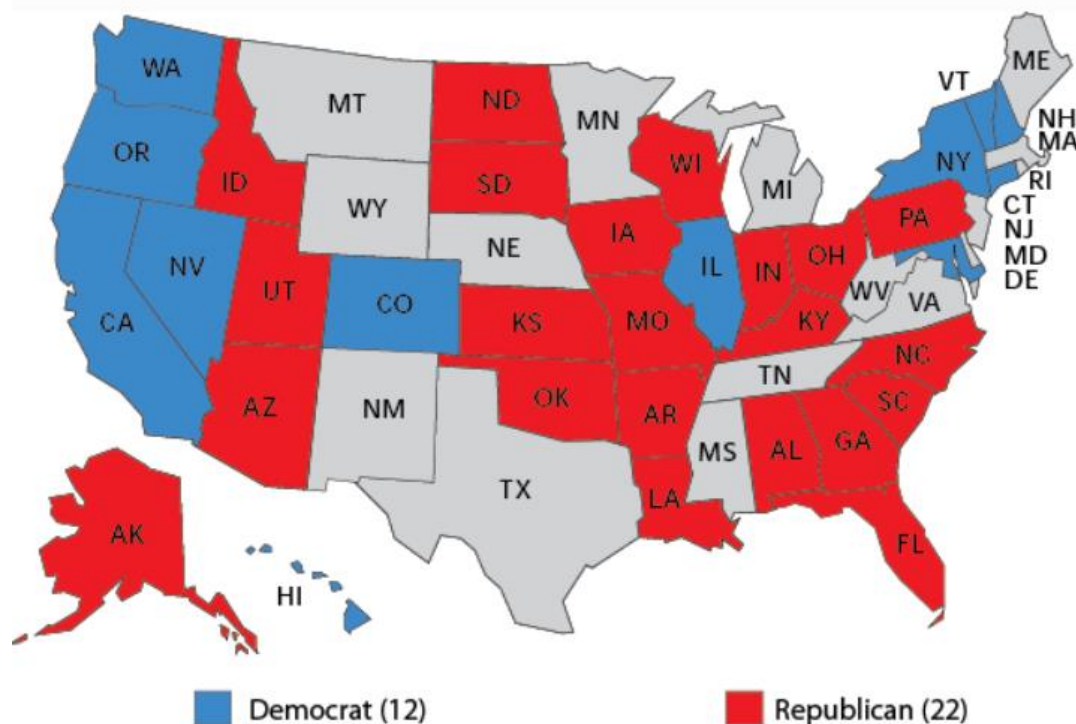 WA
MT
ND
MN
VT
ME
OR
ID
SD
WI
MI
NY
NH
MA
RI
CT
NJ
MD
DE
WY
NE
IA
PA
NV
UT
CO
IL
IN
OH
CA
KS
MO
KY
WV
VA
AZ
NM
OK
AR
TN
NC
SC
TX
LA
MS
AL
GA
FL
AK
HI
Democrat (12)
Republican (22)